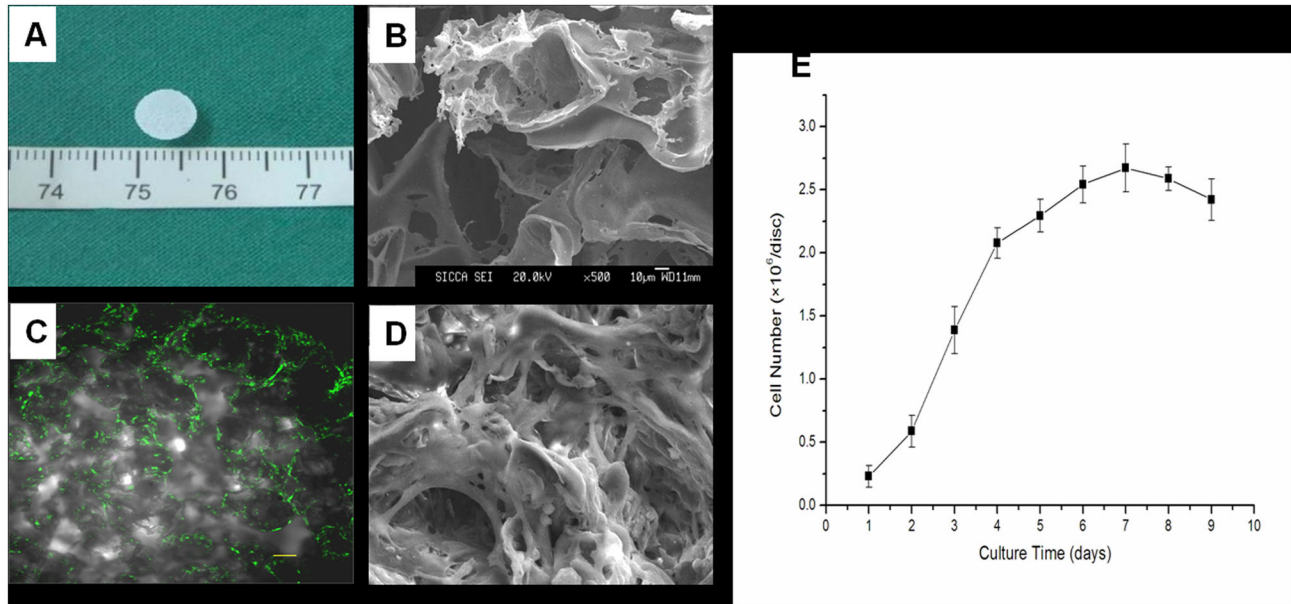 A
74 75 76 77
B
SICCA SEI 20.0kV ×500 10µm WD11mm
C
D
E
Cell Number (×10⁶/disc)
3.0
2.5
2.0
1.5
1.0
0.5
0.0
0 1 2 3 4 5 6 7 8 9 10
Culture Time (days)